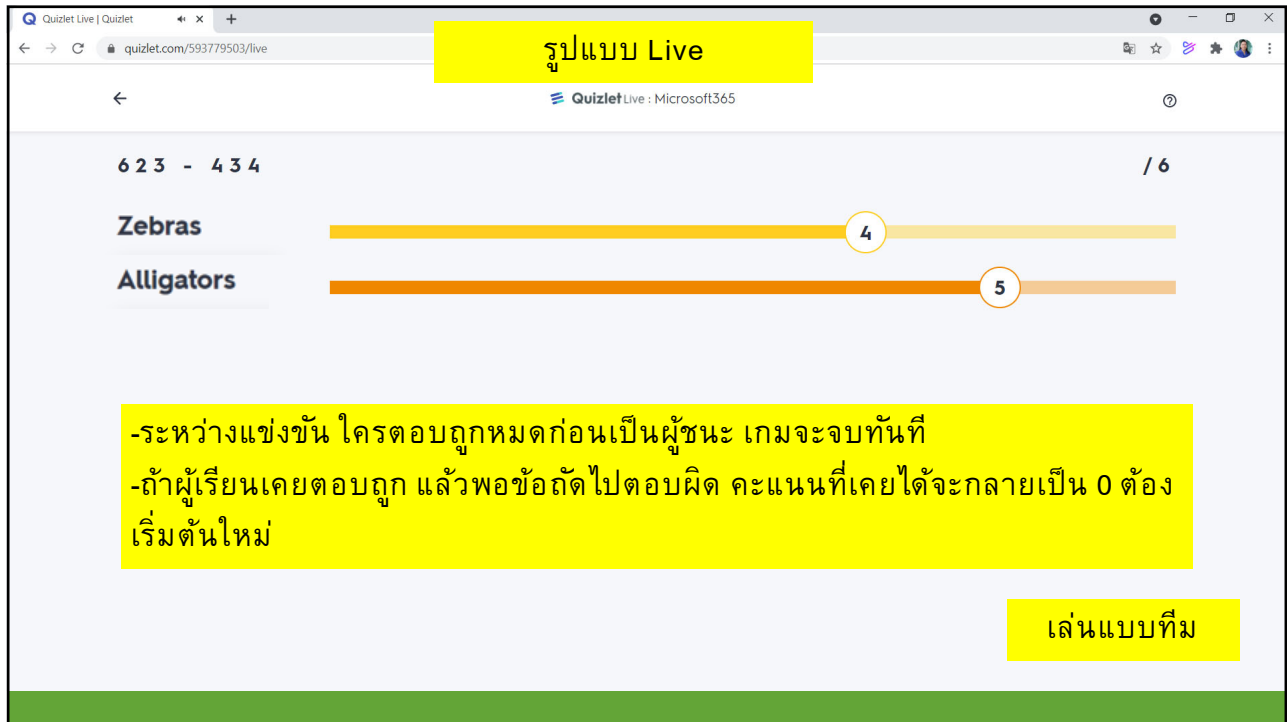 Quizlet Live | Quizlet
quizlet.com/593779503/live
รูปแบบ Live
Quizlet Live : Microsoft365
623 - 434
/ 6
Zebras
4
Alligators
5
-ระหว่างแข่งขัน ใครตอบถูกหมดก่อนเป็นผู้ชนะ เกมจะจบทันที
-ถ้าผู้เรียนเคยตอบถูก แล้วพอข้อถัดไปตอบผิด คะแนนที่เคยได้จะกลายเป็น 0 ต้อง
เริ่มต้นใหม่
เล่นแบบทีม